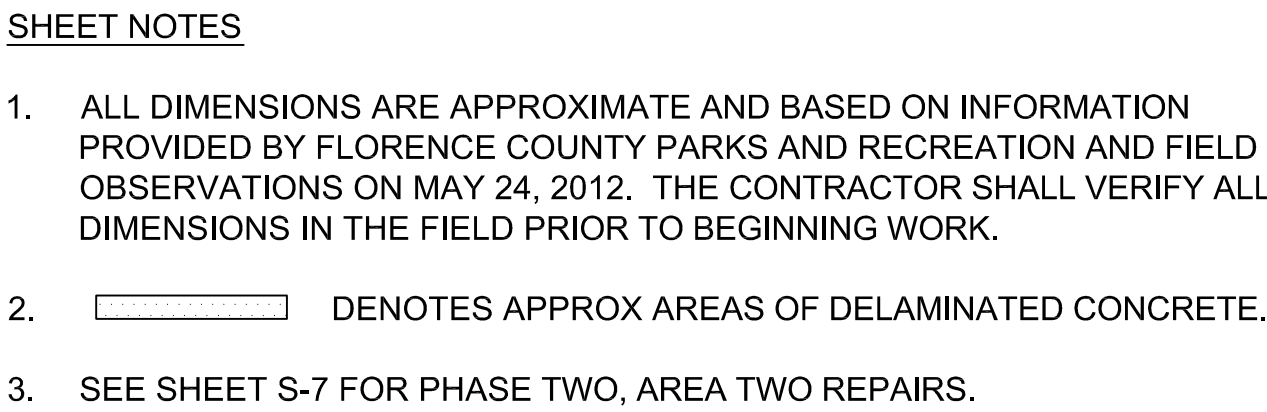 SHEET NOTES
1. ALL DIMENSIONS ARE APPROXIMATE AND BASED ON INFORMATION
PROVIDED BY FLORENCE COUNTY PARKS AND RECREATION AND FIELD
OBSERVATIONS ON MAY 24, 2012.  THE CONTRACTOR SHALL VERIFY ALL
DIMENSIONS IN THE FIELD PRIOR TO BEGINNING WORK.
2. DENOTES APPROX AREAS OF DELAMINATED CONCRETE.
3. SEE SHEET S-7 FOR PHASE TWO, AREA TWO REPAIRS.